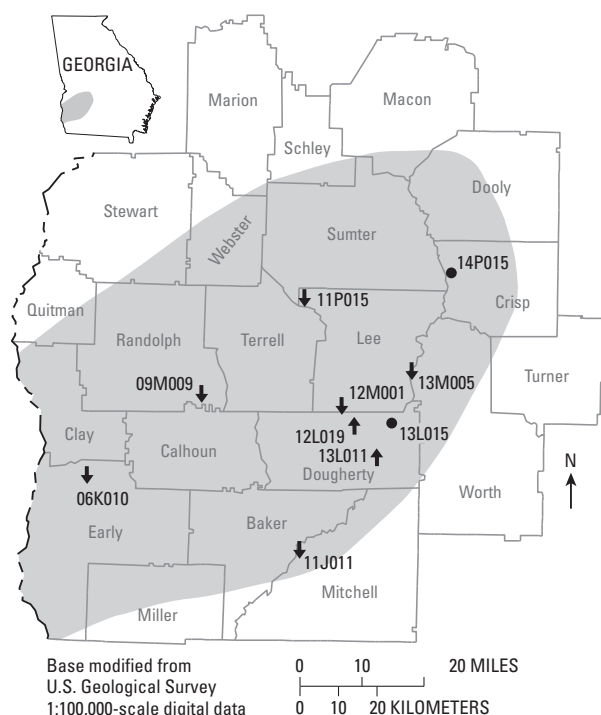 GEORGIA
Marion
Macon
Schley
Dooly
Stewart
Webster
Sumter
14P015
Quitman
11P015
Crisp
Randolph
Terrell
Lee
09M009
12M001
13M005
Turner
Clay
Calhoun
12L019
13L015
13L011
Dougherty
N
06K010
Worth
Early
Baker
11J011
Mitchell
Miller
Base modified from
U.S. Geological Survey
1:100,000-scale digital data
0 10 20 MILES
0 10 20 KILOMETERS